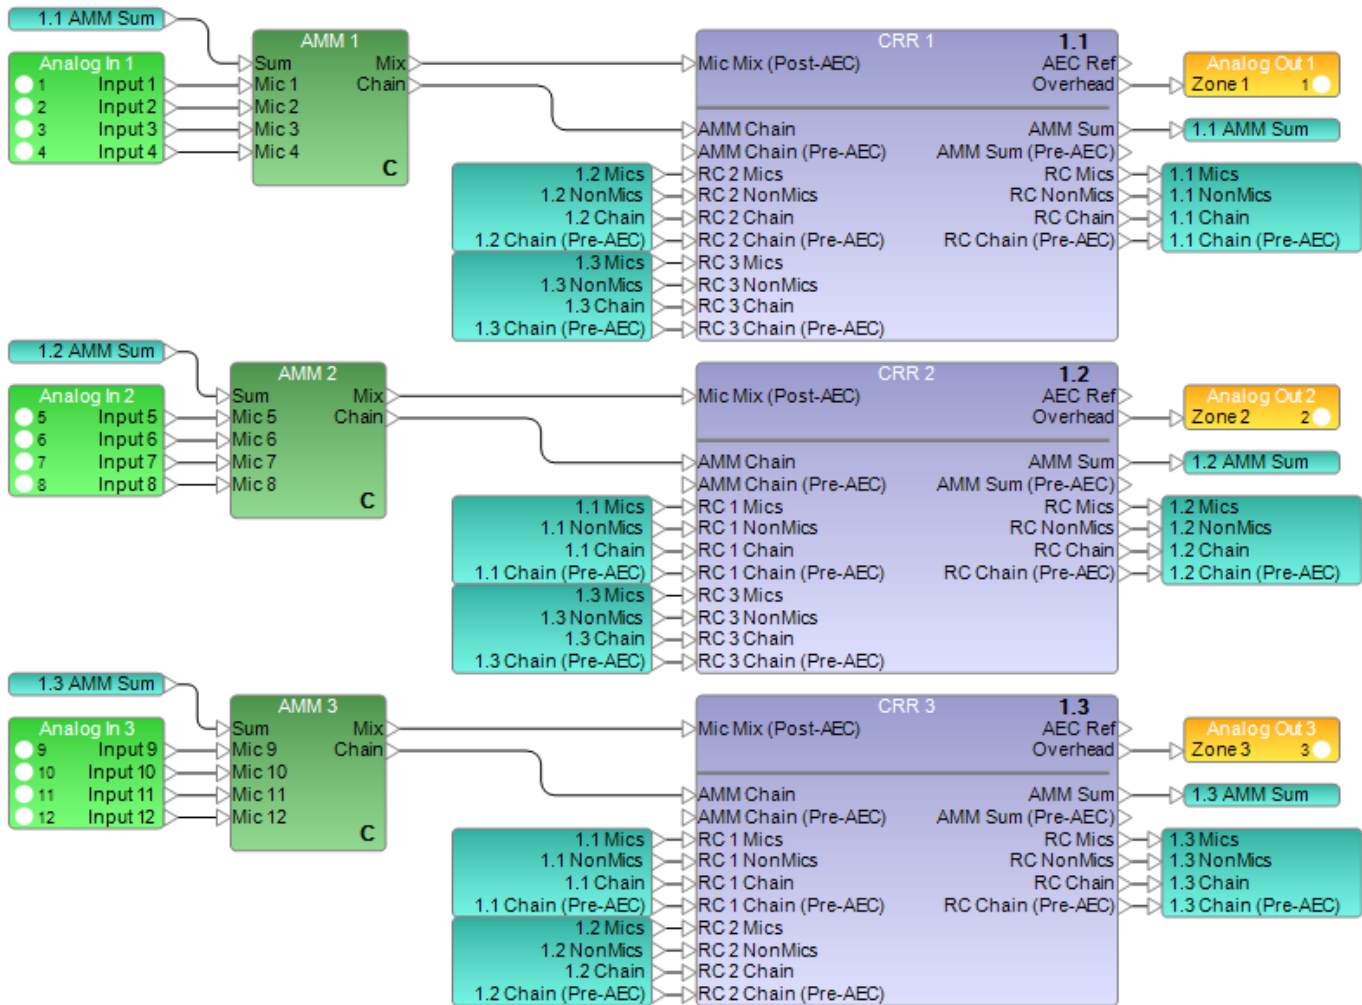 1.1 AMM Sum
AMM 1
CRR 1 1.1
Analog In 1
Sum Mix
Mic Mix (Post-AEC) AEC Ref
Analog Out 1
1 Input 1
Mic 1 Chain
Overhead
Zone 1 1
2 Input 2
Mic 2
3 Input 3
Mic 3
AMM Chain AMM Sum
1.1 AMM Sum
4 Input 4
Mic 4
AMM Chain (Pre-AEC) AMM Sum (Pre-AEC)
C
1.2 Mics RC 2 Mics RC Mics 1.1 Mics
1.2 NonMics RC 2 NonMics RC NonMics 1.1 NonMics
1.2 Chain RC 2 Chain RC Chain 1.1 Chain
1.2 Chain (Pre-AEC) RC 2 Chain (Pre-AEC) RC Chain (Pre-AEC) 1.1 Chain (Pre-AEC)
1.3 Mics RC 3 Mics
1.3 NonMics RC 3 NonMics
1.3 Chain RC 3 Chain
1.3 Chain (Pre-AEC) RC 3 Chain (Pre-AEC)
1.2 AMM Sum
AMM 2
CRR 2 1.2
Analog In 2
Sum Mix
Mic Mix (Post-AEC) AEC Ref
Analog Out 2
5 Input 5
Mic 5 Chain
Overhead
Zone 2 2
6 Input 6
Mic 6
7 Input 7
Mic 7
AMM Chain AMM Sum
1.2 AMM Sum
8 Input 8
Mic 8
AMM Chain (Pre-AEC) AMM Sum (Pre-AEC)
C
1.1 Mics RC 1 Mics RC Mics 1.2 Mics
1.1 NonMics RC 1 NonMics RC NonMics 1.2 NonMics
1.1 Chain RC 1 Chain RC Chain 1.2 Chain
1.1 Chain (Pre-AEC) RC 1 Chain (Pre-AEC) RC Chain (Pre-AEC) 1.2 Chain (Pre-AEC)
1.3 Mics RC 3 Mics
1.3 NonMics RC 3 NonMics
1.3 Chain RC 3 Chain
1.3 Chain (Pre-AEC) RC 3 Chain (Pre-AEC)
1.3 AMM Sum
AMM 3
CRR 3 1.3
Analog In 3
Sum Mix
Mic Mix (Post-AEC) AEC Ref
Analog Out 3
9 Input 9
Mic 9 Chain
Overhead
Zone 3 3
10 Input 10
Mic 10
11 Input 11
Mic 11
AMM Chain AMM Sum
1.3 AMM Sum
12 Input 12
Mic 12
AMM Chain (Pre-AEC) AMM Sum (Pre-AEC)
C
1.1 Mics RC 1 Mics RC Mics 1.3 Mics
1.1 NonMics RC 1 NonMics RC NonMics 1.3 NonMics
1.1 Chain RC 1 Chain RC Chain 1.3 Chain
1.1 Chain (Pre-AEC) RC 1 Chain (Pre-AEC) RC Chain (Pre-AEC) 1.3 Chain (Pre-AEC)
1.2 Mics RC 2 Mics
1.2 NonMics RC 2 NonMics
1.2 Chain RC 2 Chain
1.2 Chain (Pre-AEC) RC 2 Chain (Pre-AEC)